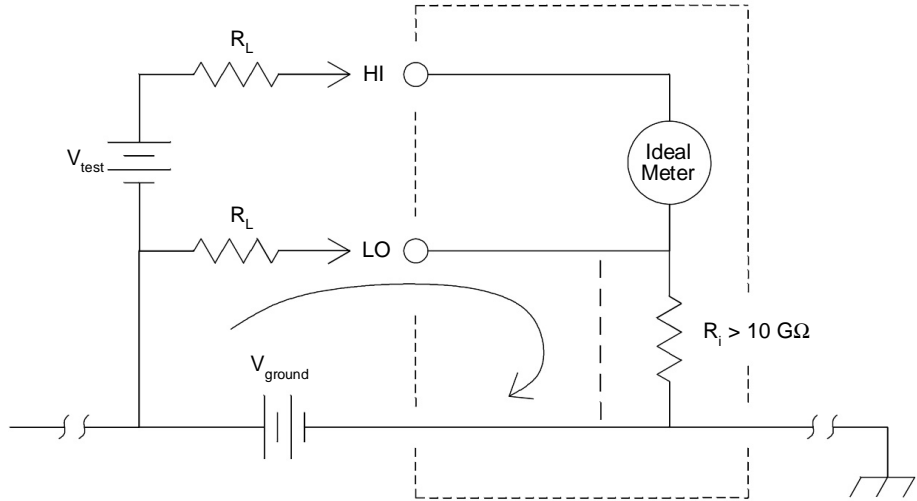 R_L
HI
V_test
Ideal
Meter
R_L
LO
R_i > 10 GΩ
V_ground